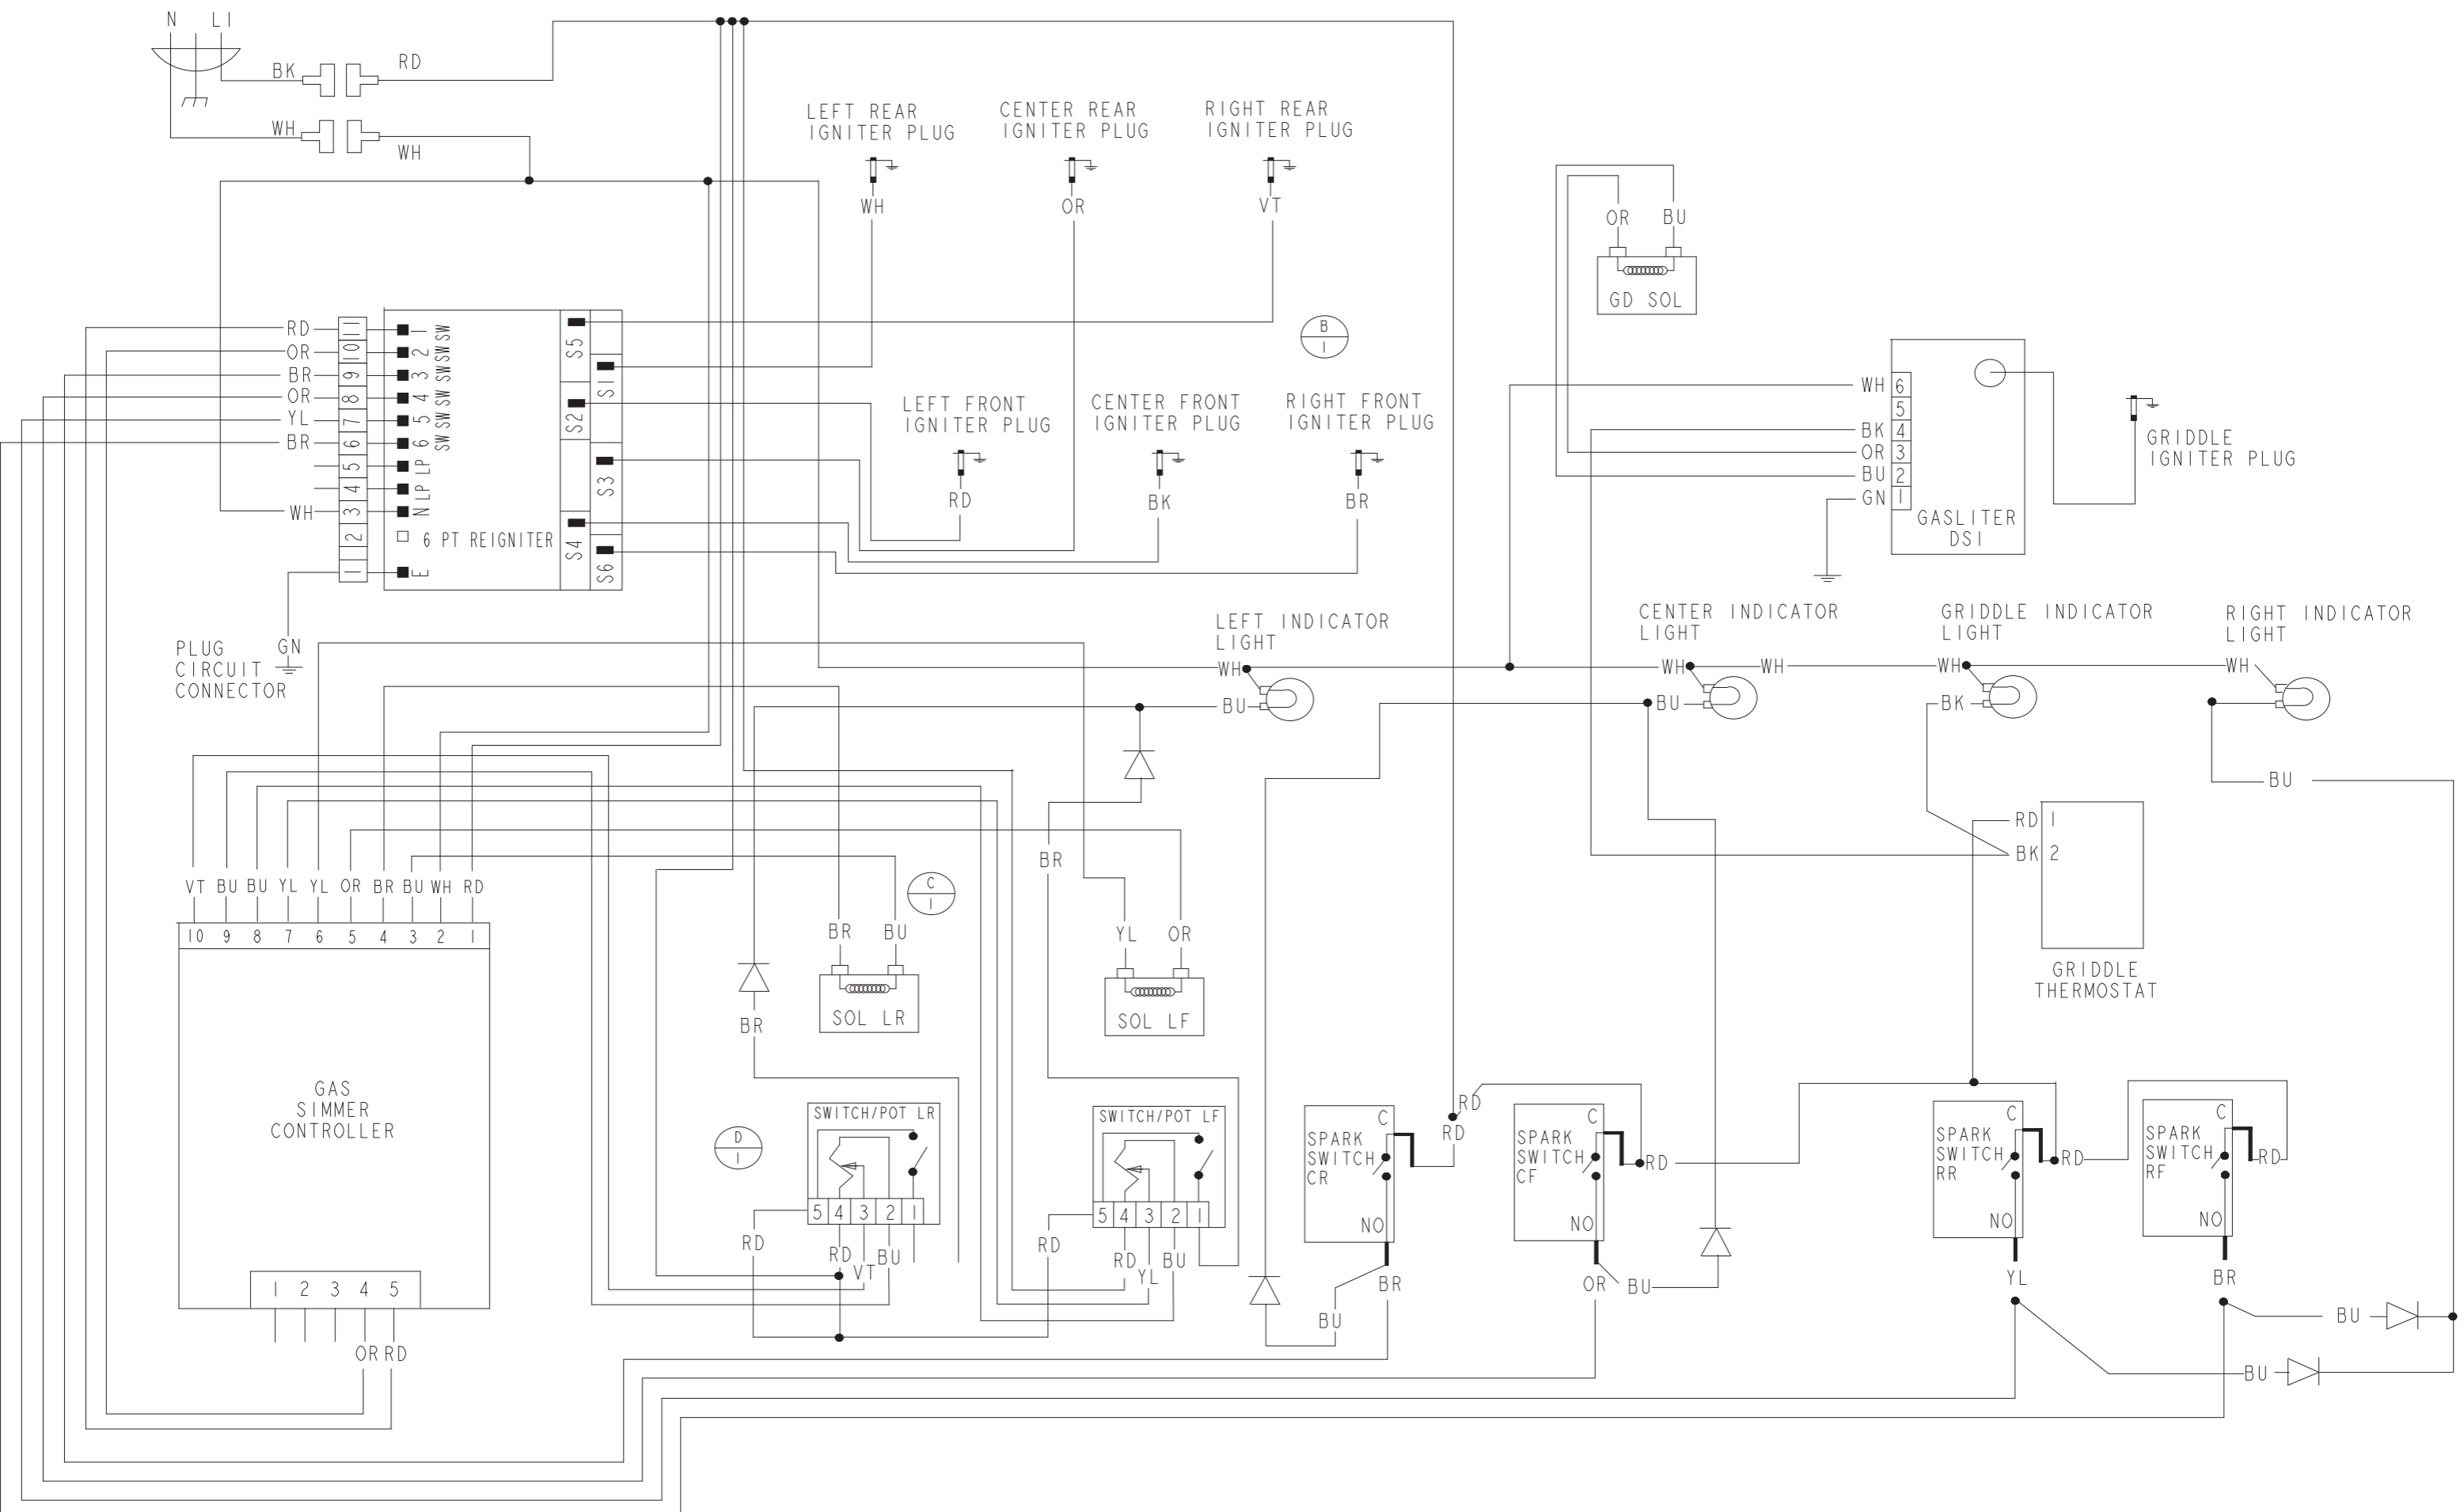 N L1
BK RD
WH WH
LEFT REAR
IGNITER PLUG
CENTER REAR
IGNITER PLUG
RIGHT REAR
IGNITER PLUG
WH OR VT
OR BU
GD SOL
B
1
RD 11 1 SW
OR 10 2 SW
BR 9 3 SW
OR 8 4 SW
YL 7 5 SW
BR 6 6 SW
5 LP
4 LP
WH 3 N
2
1 E
6 PT REIGNITER
S5
S1
S2
S3
S4
S6
LEFT FRONT
IGNITER PLUG
CENTER FRONT
IGNITER PLUG
RIGHT FRONT
IGNITER PLUG
RD BK BR
WH 6
5
BK 4
OR 3
BU 2
GN 1
GASLITER
DSI
GRIDDLE
IGNITER PLUG
PLUG
CIRCUIT
CONNECTOR
GN
LEFT INDICATOR
LIGHT
CENTER INDICATOR
LIGHT
GRIDDLE INDICATOR
LIGHT
RIGHT INDICATOR
LIGHT
WH WH WH WH WH
BU BU BK
BU
RD 1
BK 2
GRIDDLE
THERMOSTAT
BR
VT BU BU YL YL OR BR BU WH RD
10 9 8 7 6 5 4 3 2 1
C
1
BR BU
SOL LR
YL OR
SOL LF
BR
GAS
SIMMER
CONTROLLER
1 2 3 4 5
OR RD
D
1
SWITCH/POT LR
5 4 3 2 1
RD RD VT BU
SWITCH/POT LF
5 4 3 2 1
RD RD YL BU
C
SPARK
SWITCH
CR
NO
RD
RD
BU BR
C
SPARK
SWITCH
CF
NO
RD
OR BU
C
SPARK
SWITCH
RR
NO
RD
YL
C
SPARK
SWITCH
RF
NO
RD
BR
BU
BU